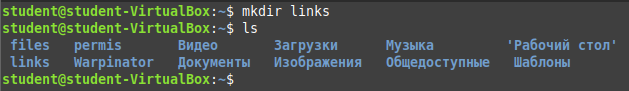 student@student-VirtualBox:~$ mkdir links
student@student-VirtualBox:~$ ls
files permis Видео Загрузки Музыка 'Рабочий стол'
links Warpinator Документы Изображения Общедоступные Шаблоны
student@student-VirtualBox:~$